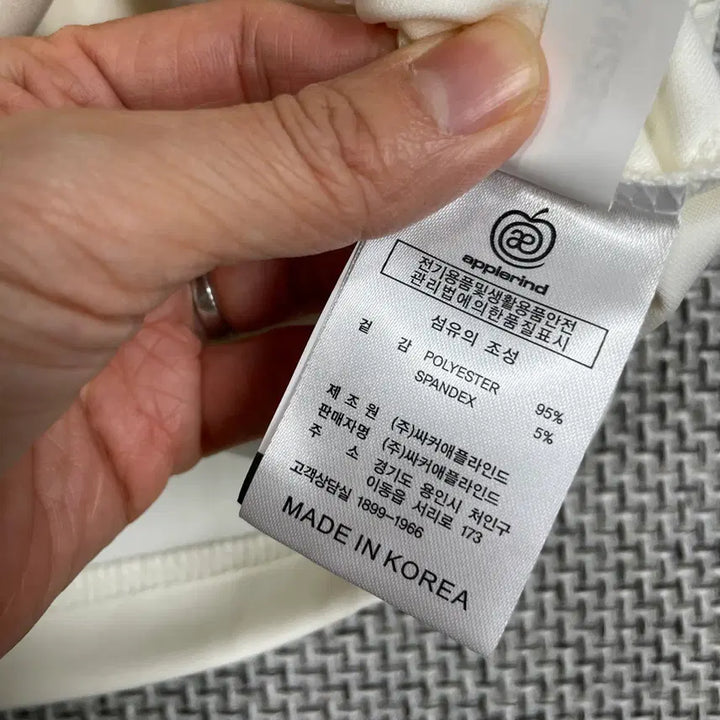 æ
applerind
전기용품및생활용품안전
관리법에의한품질표시
섬유의 조성
겉 감 POLYESTER 95%
SPANDEX 5%
제 조 원 (주)싸커애플라인드
판매자명 (주)싸커애플라인드
주 소 경기도 용인시 처인구
이동읍 서리로 173
고객상담실 1899-1966
MADE IN KOREA